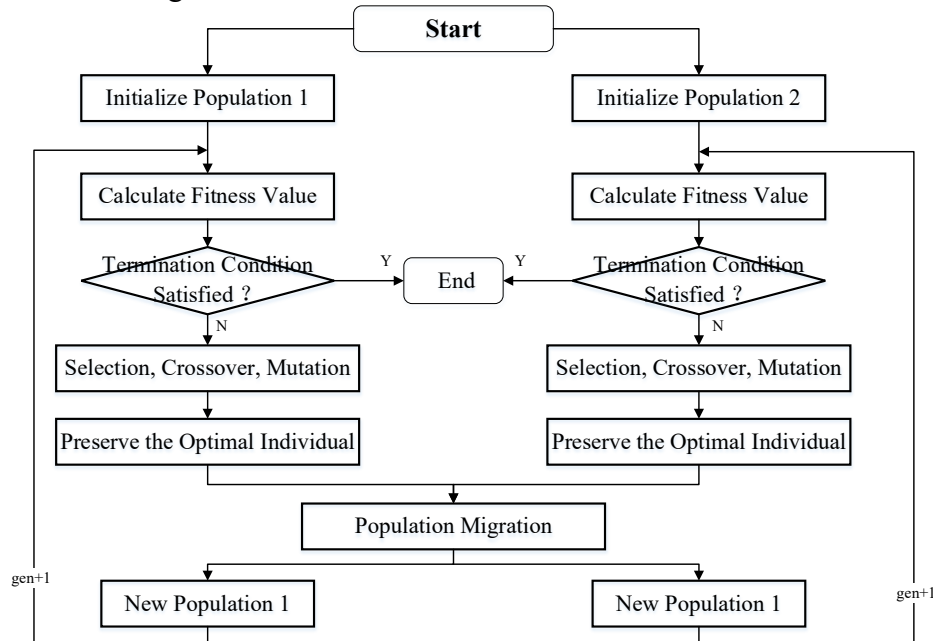 Start
Initialize Population 1
Initialize Population 2
Calculate Fitness Value
Calculate Fitness Value
Termination Condition
Satisfied ?
Y
End
Y
Termination Condition
Satisfied ?
N
N
Selection, Crossover, Mutation
Selection, Crossover, Mutation
Preserve the Optimal Individual
Preserve the Optimal Individual
Population Migration
gen+1
New Population 1
New Population 1
gen+1